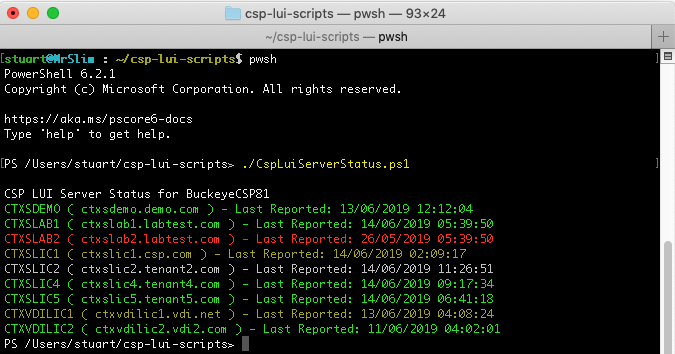 csp-lui-scripts — pwsh — 93×24
~/csp-lui-scripts — pwsh
[stuart@MrSlim : ~/csp-lui-scripts$ pwsh ]
PowerShell 6.2.1
Copyright (c) Microsoft Corporation. All rights reserved.
https://aka.ms/pscore6-docs
Type 'help' to get help.
[PS /Users/stuart/csp-lui-scripts> ./CspLuiServerStatus.ps1 ]
CSP LUI Server Status for BuckeyeCSP81
CTXSDEMO ( ctxsdemo.demo.com ) - Last Reported: 13/06/2019 12:12:04
CTXSLAB1 ( ctxslab1.labtest.com ) - Last Reported: 14/06/2019 05:39:50
CTXSLAB2 ( ctxslab2.labtest.com ) - Last Reported: 26/05/2019 05:39:50
CTXSLIC1 ( ctxslic1.csp.com ) - Last Reported: 14/06/2019 02:09:17
CTXSLIC2 ( ctxslic2.tenant2.com ) - Last Reported: 14/06/2019 11:26:51
CTXSLIC4 ( ctxslic4.tenant4.com ) - Last Reported: 14/06/2019 09:17:34
CTXSLIC5 ( ctxslic5.tenant5.com ) - Last Reported: 14/06/2019 06:41:18
CTXVDILIC1 ( ctxvdilic1.vdi.net ) - Last Reported: 13/06/2019 04:08:24
CTXVDILIC2 ( ctxvdilic2.vdi2.com ) - Last Reported: 11/06/2019 04:02:01
PS /Users/stuart/csp-lui-scripts>